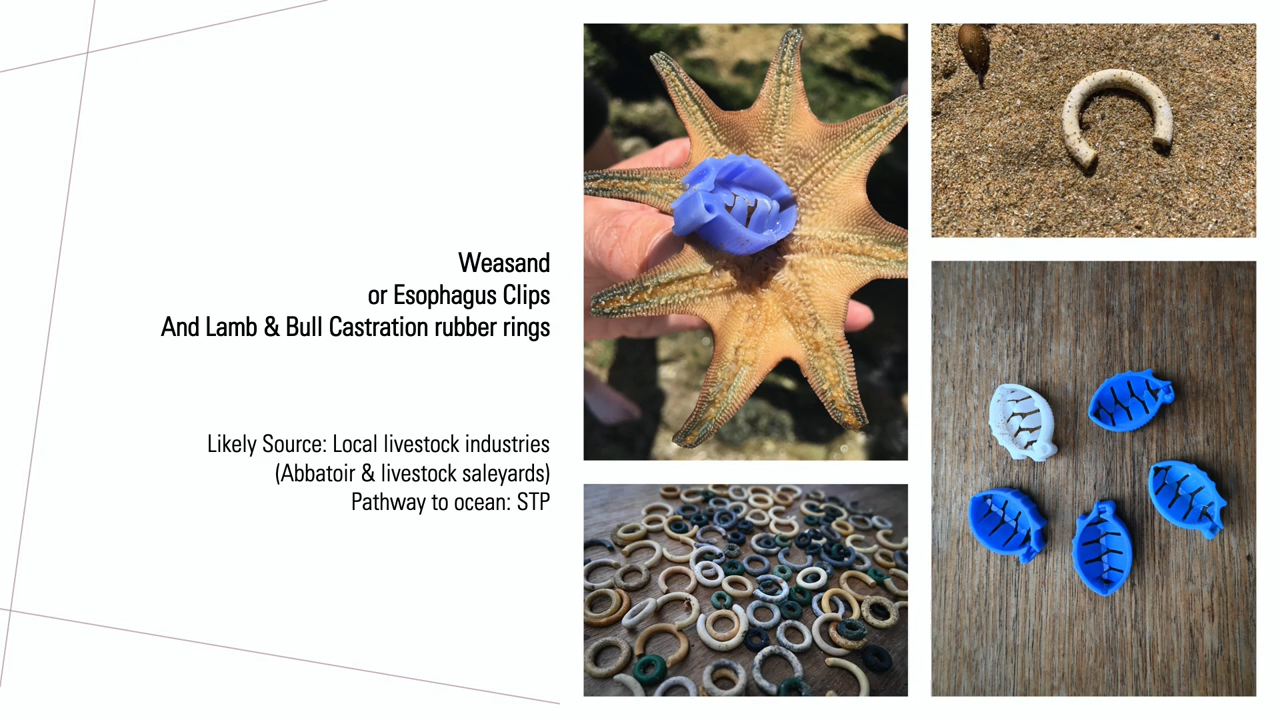 Weasand
or Esophagus Clips
And Lamb & Bull Castration rubber rings
Likely Source: Local livestock industries
(Abbatoir & livestock saleyards)
Pathway to ocean: STP